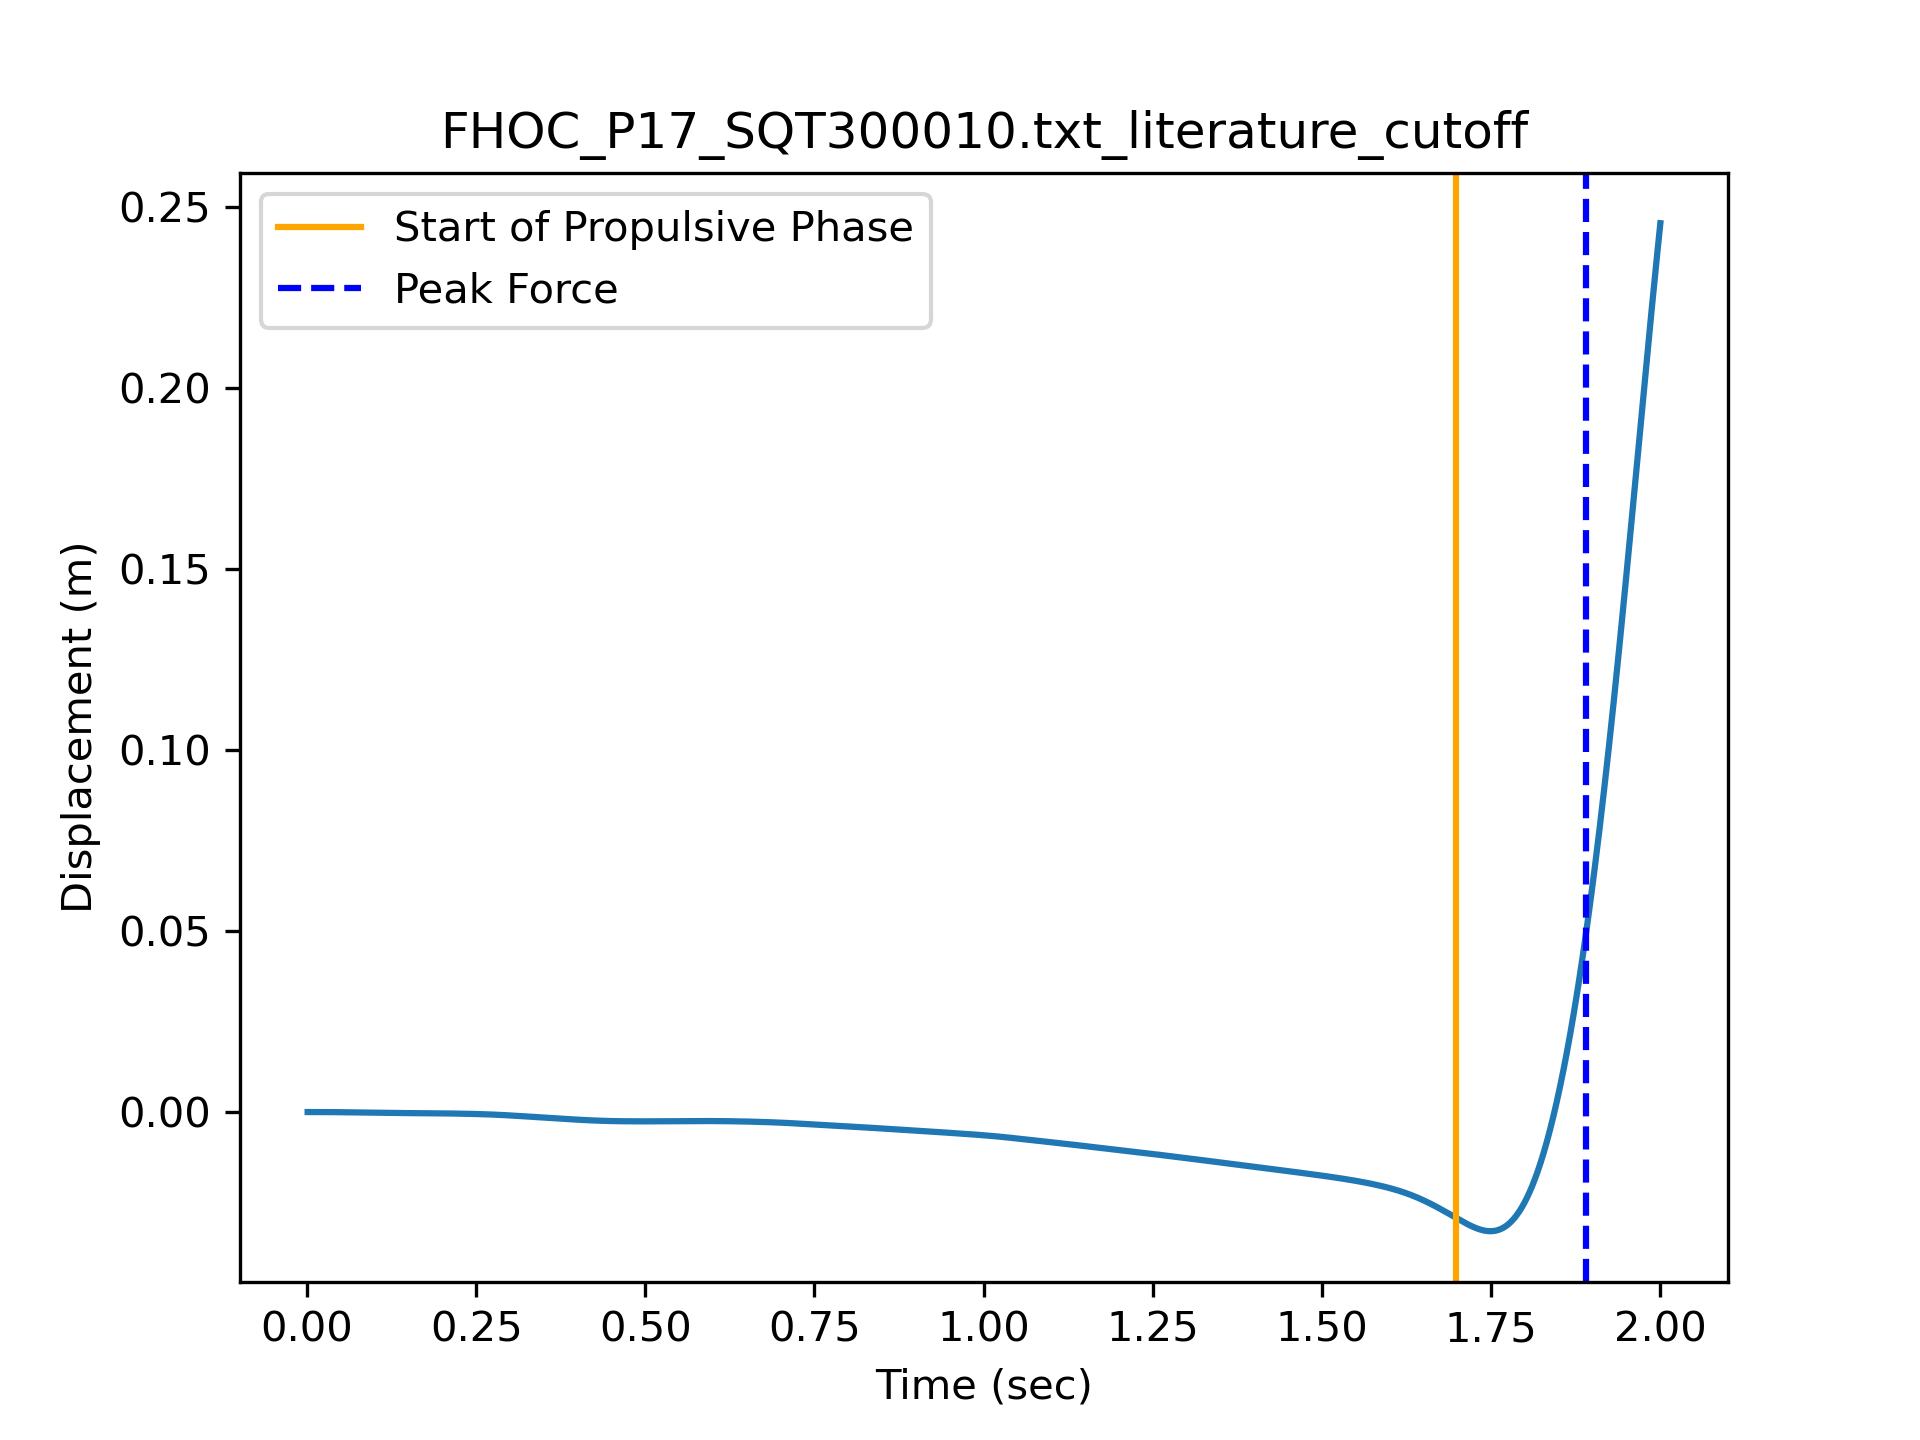 FHOC_P17_SQT300010.txt_literature_cutoff
Start of Propulsive Phase
Peak Force
0.25
0.20
0.15
0.10
0.05
0.00
Displacement (m)
0.00 0.25 0.50 0.75 1.00 1.25 1.50 1.75 2.00
Time (sec)